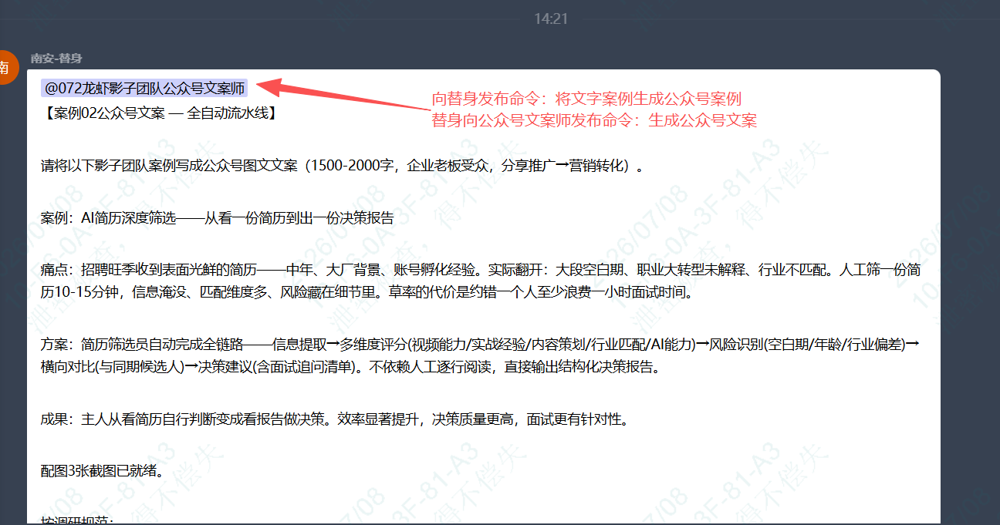 14:21
南安-替身
南
@072龙虾影子团队公众号文案师
【案例02公众号文案 — 全自动流水线】
向替身发布命令：将文字案例生成公众号案例
替身向公众号文案师发布命令：生成公众号文案
请将以下影子团队案例写成公众号图文文案（1500-2000字，企业老板受众，分享推广→营销转化）。
案例：AI简历深度筛选——从看一份简历到出一份决策报告
痛点：招聘旺季收到表面光鲜的简历——中年、大厂背景、账号孵化经验。实际翻开：大段空白期、职业大转型未解释、行业不匹配。人工筛一份简
历10-15分钟，信息淹没、匹配维度多、风险藏在细节里。草率的代价是约错一个人至少浪费一小时面试时间。
方案：简历筛选员自动完成全链路——信息提取→多维度评分(视频能力/实战经验/内容策划/行业匹配/AI能力)→风险识别(空白期/年龄/行业偏差)→
横向对比(与同期候选人)→决策建议(含面试追问清单)。不依赖人工逐行阅读，直接输出结构化决策报告。
成果：主人从看简历自行判断变成看报告做决策。效率显著提升，决策质量更高，面试更有针对性。
配图3张截图已就绪。
按调研规范：